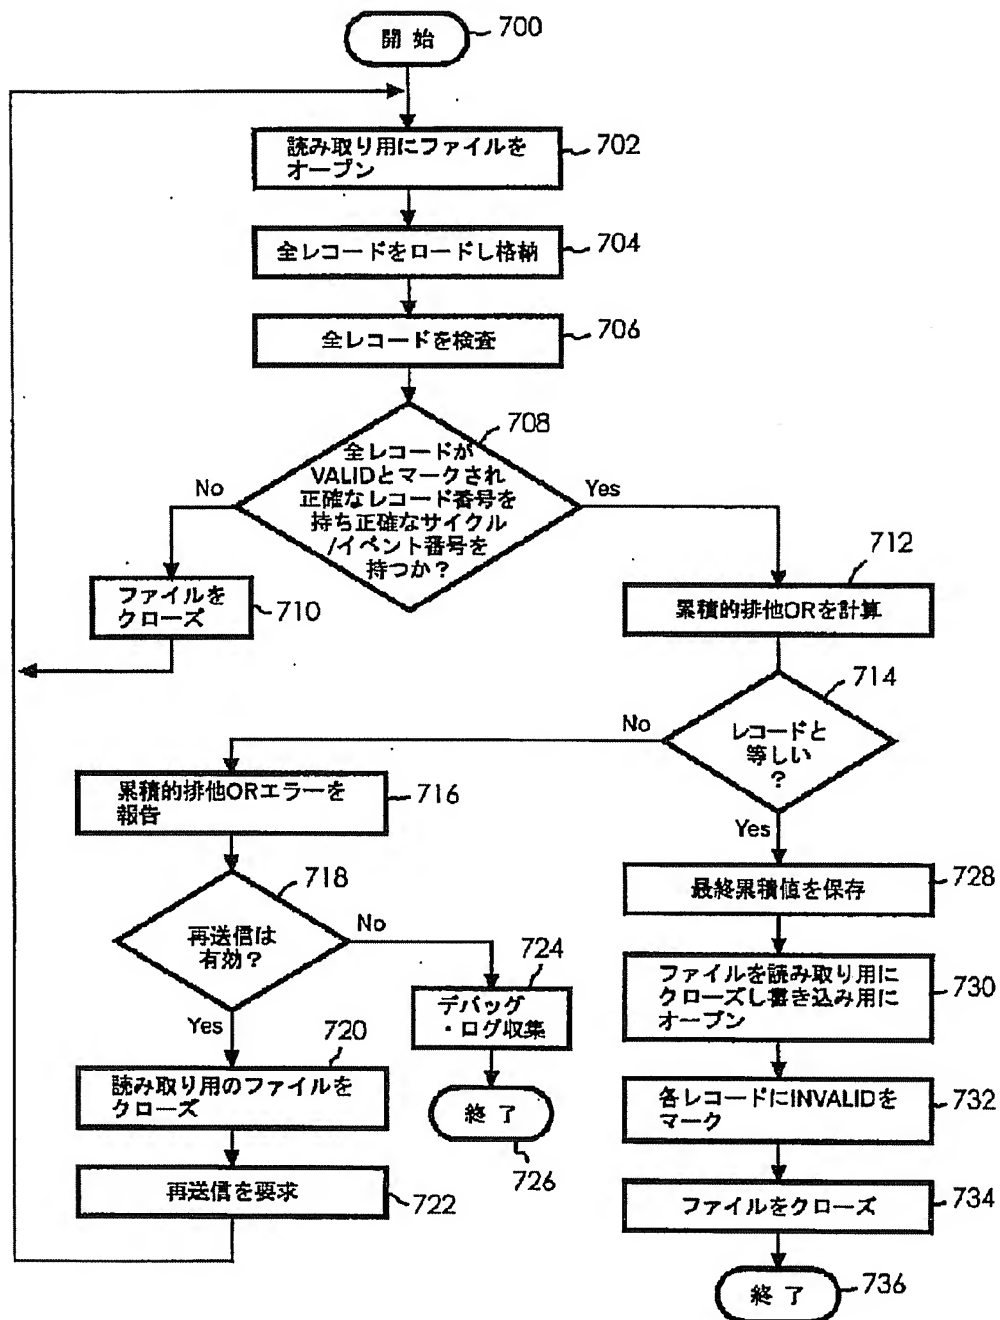 開始
700
読み取り用にファイルを
オープン
702
全レコードをロードし格納
704
全レコードを検査
706
708
全レコードが
VALIDとマークされ
正確なレコード番号を
持ち正確なサイクル
/イベント番号を
持つか?
No
Yes
ファイルを
クローズ
710
712
累積的排他ORを計算
714
レコードと
等しい
?
No
Yes
累積的排他ORエラーを
報告
716
718
再送信は
有効?
No
Yes
724
デバッグ
・ログ収集
終了
726
720
読み取り用のファイルを
クローズ
再送信を要求
722
最終累積値を保存
728
ファイルを読み取り用に
クローズし書き込み用に
オープン
730
各レコードにINVALIDを
マーク
732
ファイルをクローズ
734
終了
736